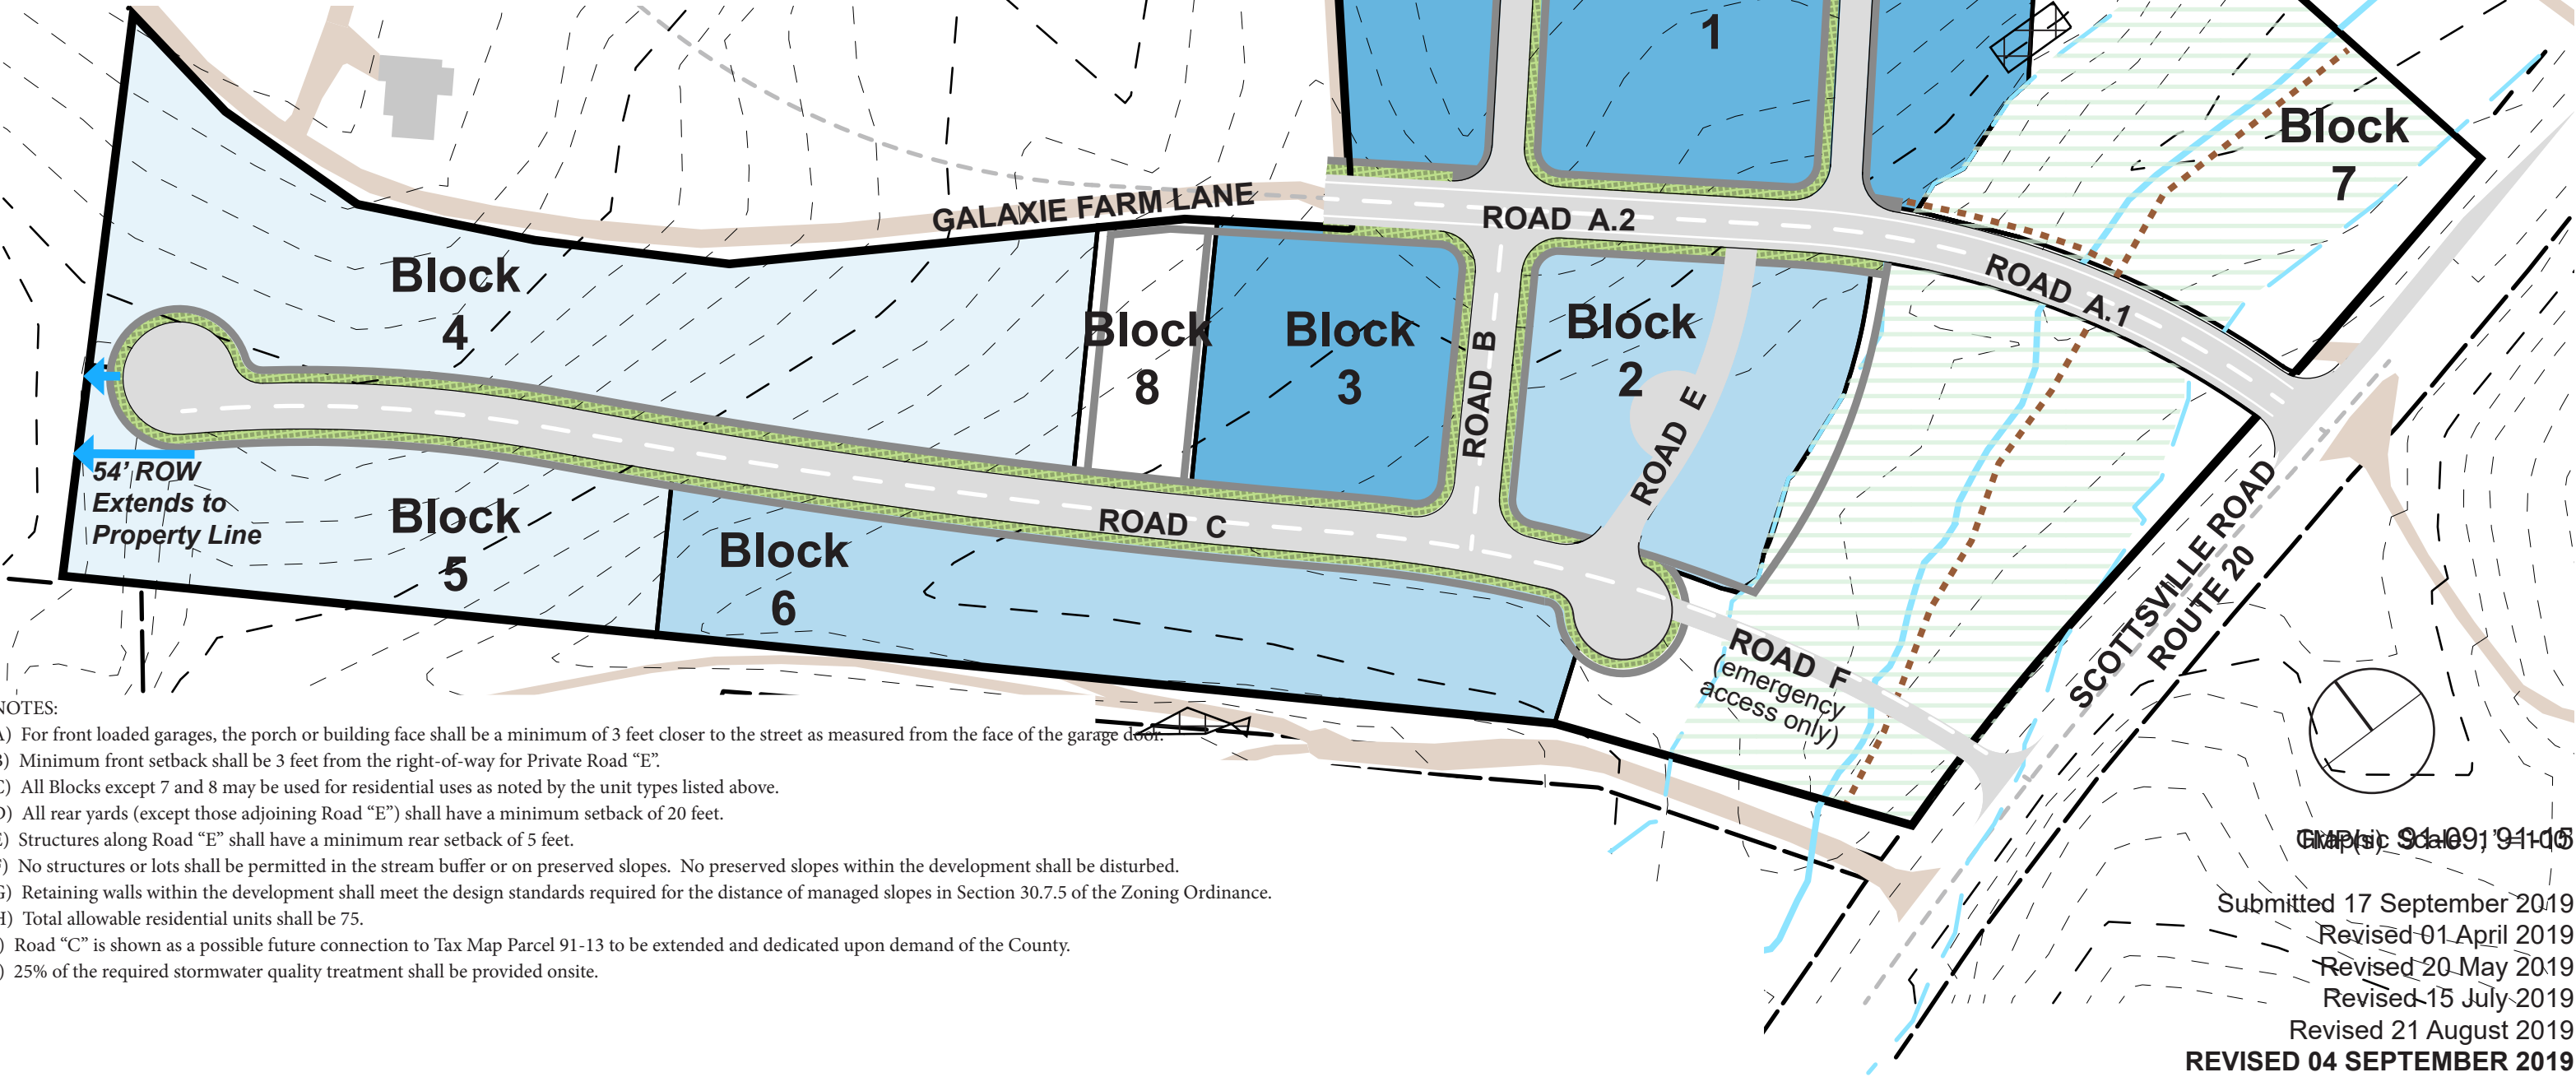 1
Block
7
GALAXIE FARM LANE
ROAD A.2
ROAD A.1
Block
4
Block
8
Block
3
ROAD B
Block
2
ROAD E
54' ROW
Extends to
Property Line
Block
5
ROAD C
Block
6
ROAD F
(emergency
access only)
SCOTTSVILLE ROAD
ROUTE 20
NOTES:
A) For front loaded garages, the porch or building face shall be a minimum of 3 feet closer to the street as measured from the face of the garage door.
B) Minimum front setback shall be 3 feet from the right-of-way for Private Road “E”.
C) All Blocks except 7 and 8 may be used for residential uses as noted by the unit types listed above.
D) All rear yards (except those adjoining Road “E”) shall have a minimum setback of 20 feet.
E) Structures along Road “E” shall have a minimum rear setback of 5 feet.
F) No structures or lots shall be permitted in the stream buffer or on preserved slopes. No preserved slopes within the development shall be disturbed.
G) Retaining walls within the development shall meet the design standards required for the distance of managed slopes in Section 30.7.5 of the Zoning Ordinance.
H) Total allowable residential units shall be 75.
) Road “C” is shown as a possible future connection to Tax Map Parcel 91-13 to be extended and dedicated upon demand of the County.
) 25% of the required stormwater quality treatment shall be provided onsite.
TMP(s) 91-09, 91-15
Graphic Scale: 1"=100'
Submitted 17 September 2019
Revised 01 April 2019
Revised 20 May 2019
Revised 15 July 2019
Revised 21 August 2019
REVISED 04 SEPTEMBER 2019